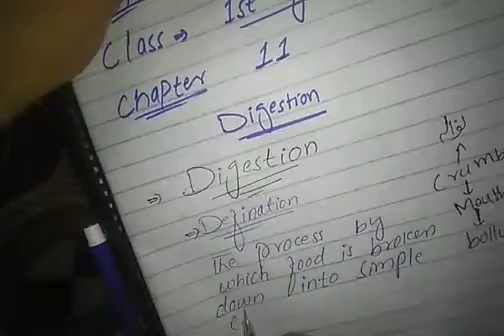 Class ⇒ 1st
Chapter 11
Digestion
⇒ Digestion
→ Defination
The process by
which food is broken
down into simple
نوالہ
↑
Crumb
↓
Mouth
↓